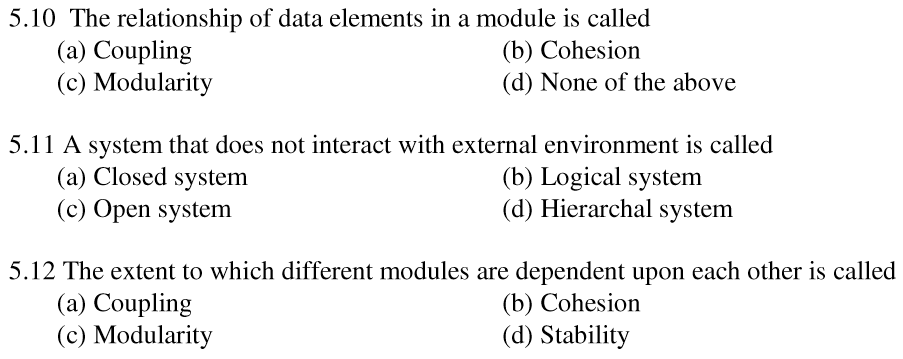 5.10 The relationship of data elements in a module is called
(a) Coupling (b) Cohesion
(c) Modularity (d) None of the above
5.11 A system that does not interact with external environment is called
(a) Closed system (b) Logical system
(c) Open system (d) Hierarchal system
5.12 The extent to which different modules are dependent upon each other is called
(a) Coupling (b) Cohesion
(c) Modularity (d) Stability